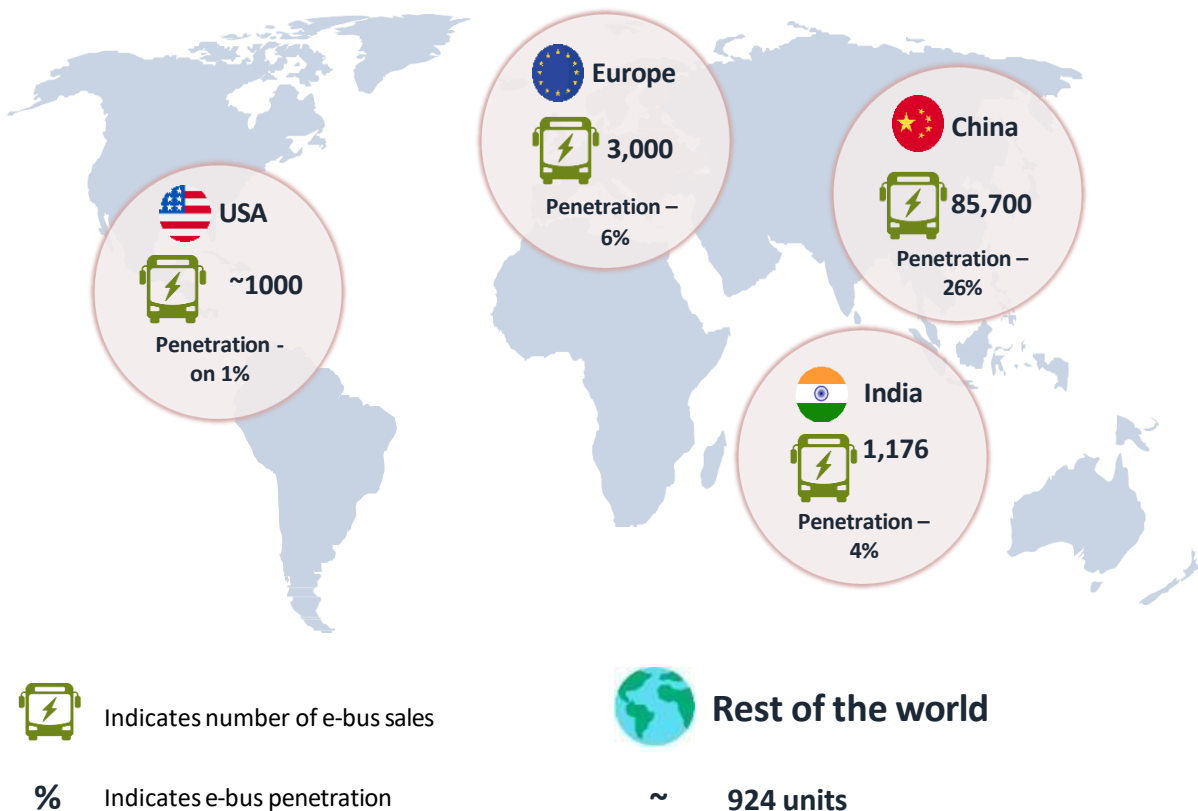 Europe
3,000
Penetration –
6%
China
85,700
Penetration –
26%
USA
~1000
Penetration -
on 1%
India
1,176
Penetration –
4%
Indicates number of e-bus sales
% Indicates e-bus penetration
Rest of the world
~ 924 units